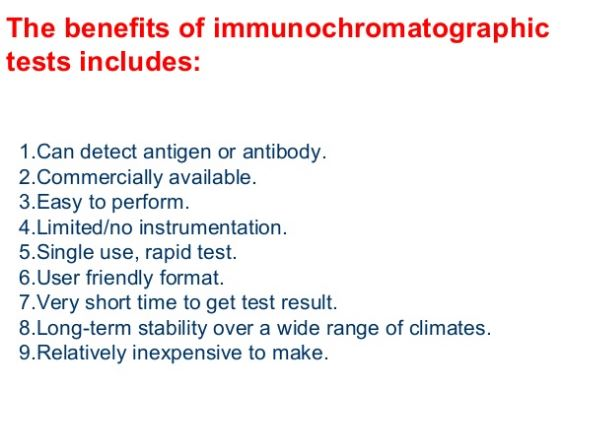 The benefits of immunochromatographic
tests includes:
1.Can detect antigen or antibody.
2.Commercially available.
3.Easy to perform.
4.Limited/no instrumentation.
5.Single use, rapid test.
6.User friendly format.
7.Very short time to get test result.
8.Long-term stability over a wide range of climates.
9.Relatively inexpensive to make.